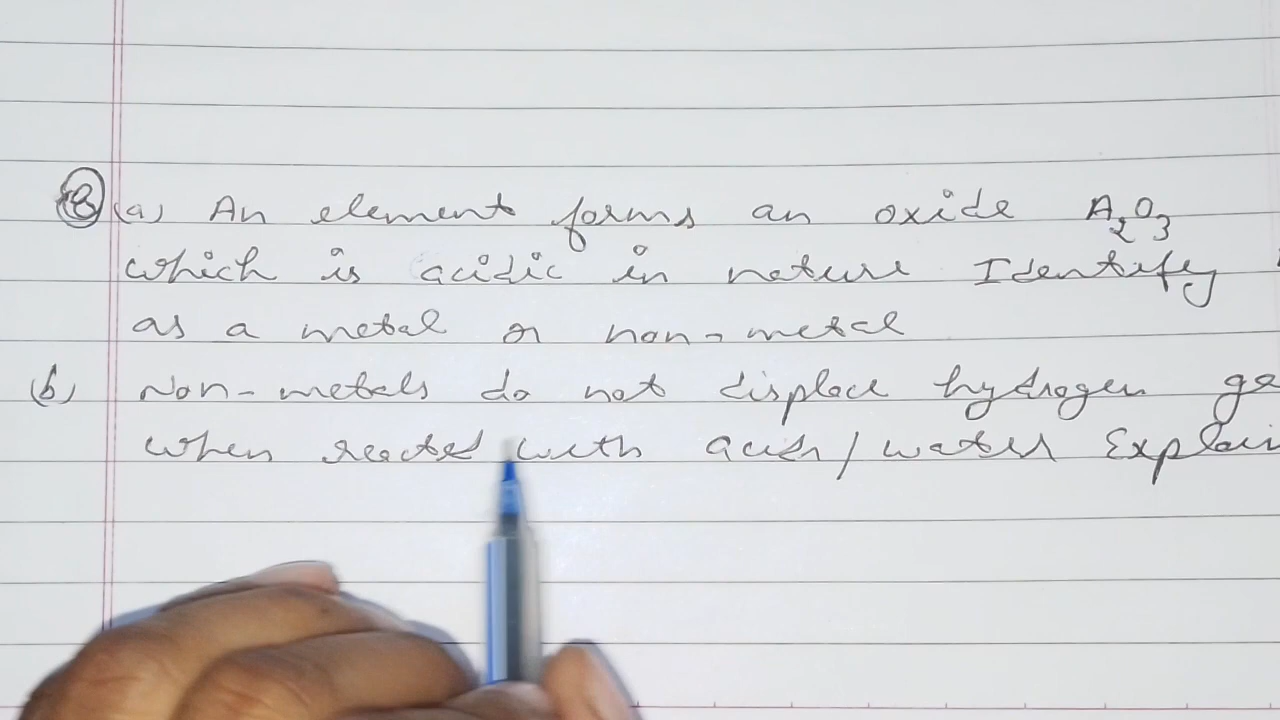 8 (a) An element forms an oxide A₂O₃
which is acidic in nature Identify
as a metal or non-metal
(b) Non-metals do not displace hydrogen ga
when reacted with acids/water Explai